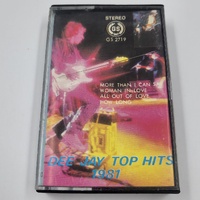 STEREO
GS
GS 2719
MORE THAN I CAN SAY
WOMAN IN LOVE
ALL OUT OF LOVE
HOW LONG
DEE JAY TOP HITS
1981